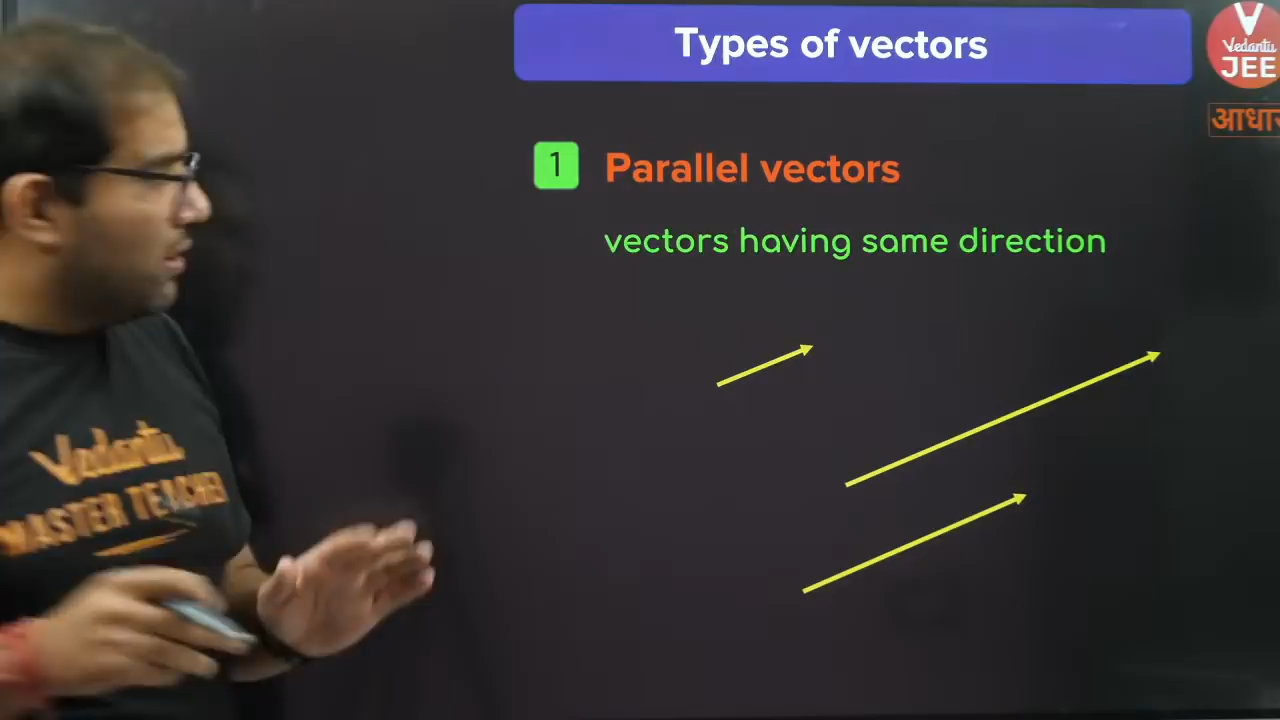 Types of vectors
Vedantu
JEE
1 Parallel vectors
vectors having same direction
Vedantu
MASTER TEACHER